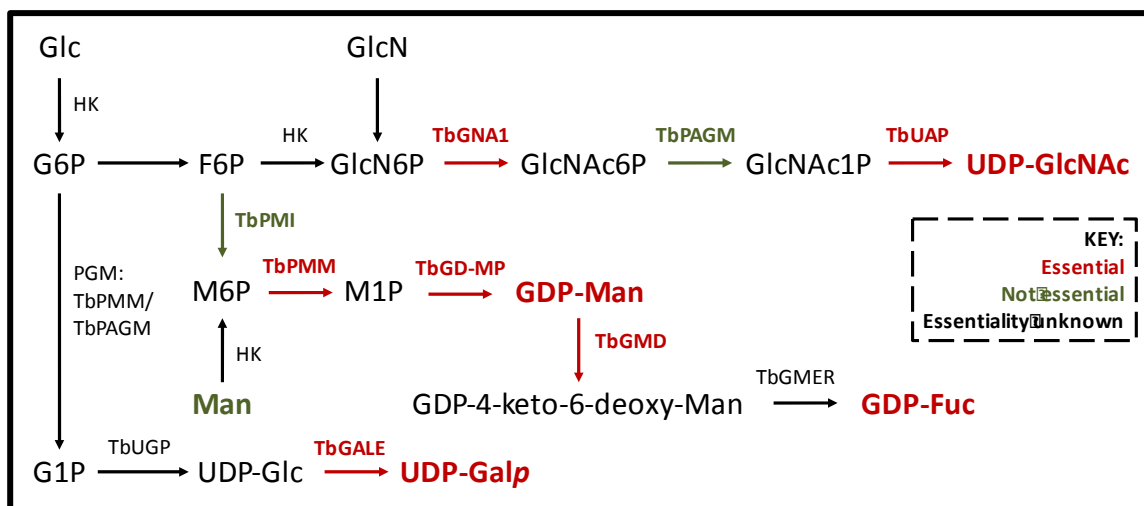 Glc GlcN
HK
HK TbGNA1 TbPAGM TbUAP
G6P F6P GlcN6P GlcNAc6P GlcNAc1P UDP-GlcNAc
TbPMI
KEY:
Essential
Not essential
Essentiality unknown
PGM:
TbPMM/
TbPAGM
TbPMM TbGD-MP
M6P M1P GDP-Man
HK
TbGMD
Man
GDP-4-keto-6-deoxy-Man TbGMER GDP-Fuc
TbUGP TbGALE
G1P UDP-Glc UDP-Galp